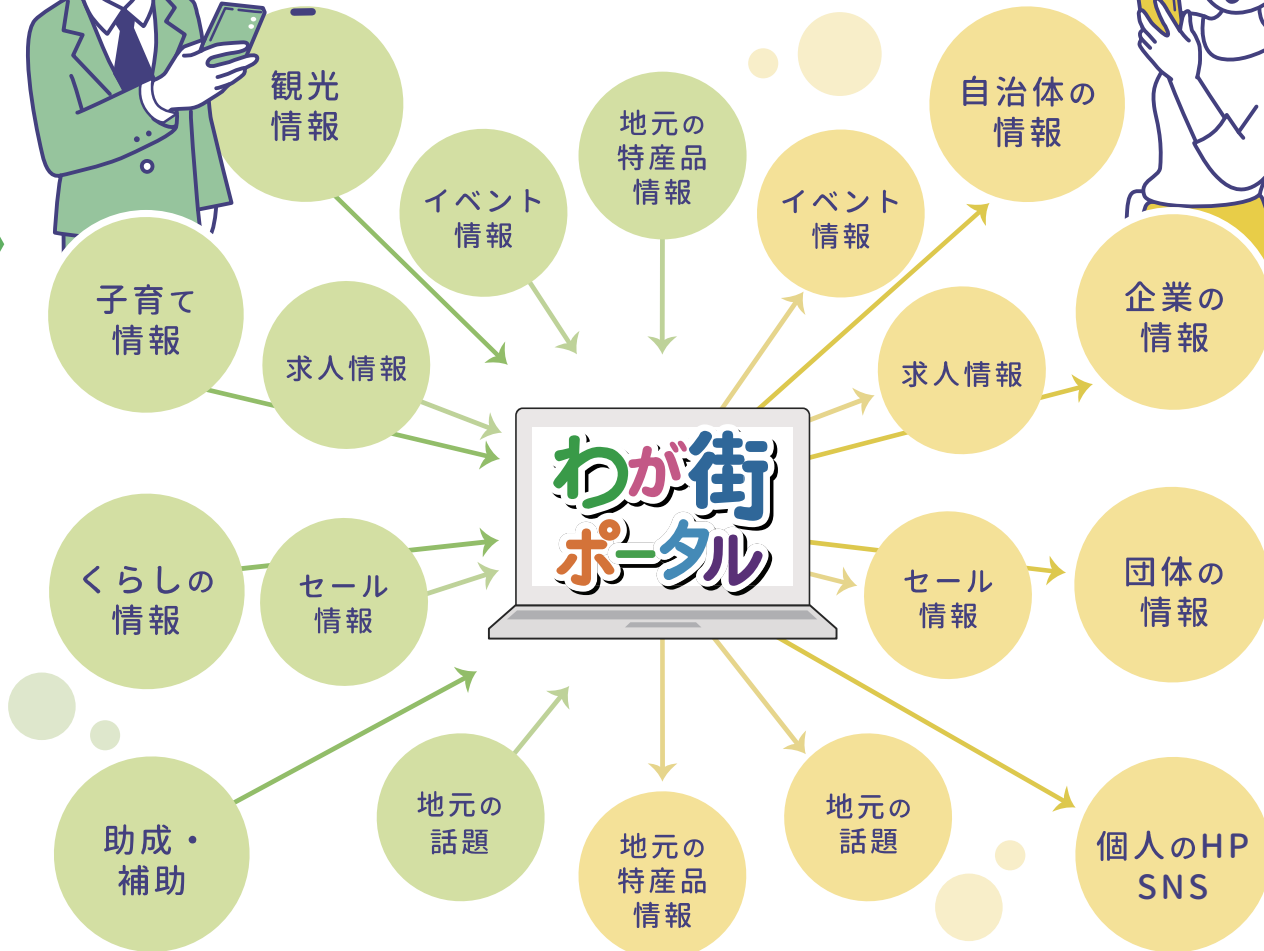 観光
情報
イベント
情報
地元の
特産品
情報
イベント
情報
自治体の
情報
子育て
情報
求人情報
求人情報
企業の
情報
わが街
ポータル
くらしの
情報
セール
情報
セール
情報
団体の
情報
助成・
補助
地元の
話題
地元の
特産品
情報
地元の
話題
個人のHP
SNS